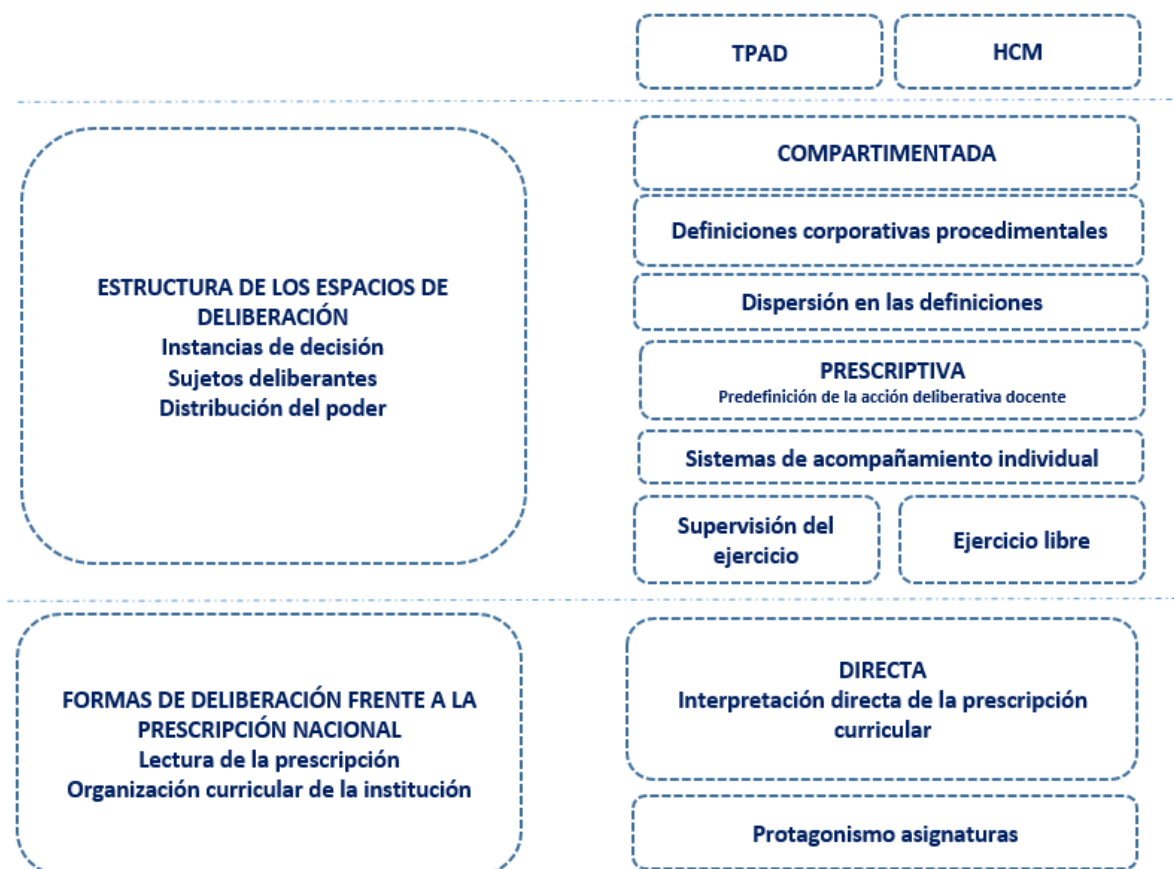 TPAD
HCM
ESTRUCTURA DE LOS ESPACIOS DE
DELIBERACIÓN
Instancias de decisión
Sujetos deliberantes
Distribución del poder
COMPARTIMENTADA
Definiciones corporativas procedimentales
Dispersión en las definiciones
PRESCRIPTIVA
Predefinición de la acción deliberativa docente
Sistemas de acompañamiento individual
Supervisión del
ejercicio
Ejercicio libre
FORMAS DE DELIBERACIÓN FRENTE A LA
PRESCRIPCIÓN NACIONAL
Lectura de la prescripción
Organización curricular de la institución
DIRECTA
Interpretación directa de la prescripción
curricular
Protagonismo asignaturas